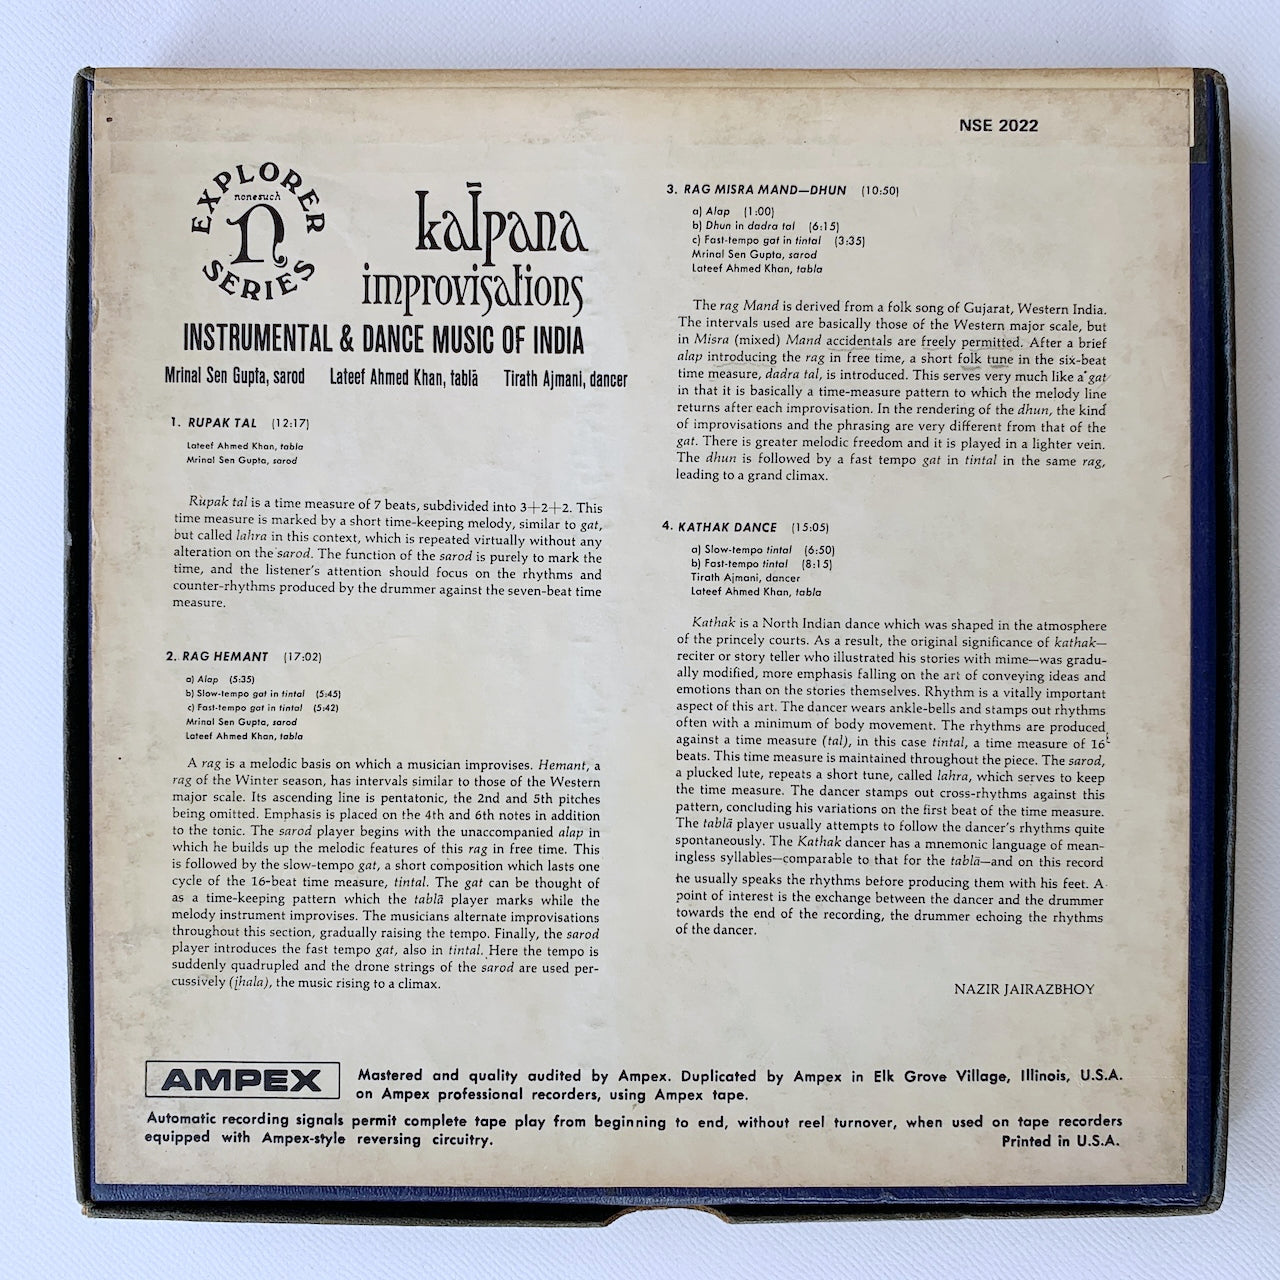 NSE 2022
EXPLORER
nonesuch
n
SERIES
kalpana
improvisations
INSTRUMENTAL & DANCE MUSIC OF INDIA
Mrinal Sen Gupta, sarod Lateef Ahmed Khan, tablā Tirath Ajmani, dancer
1. RUPAK TAL (12:17)
Lateef Ahmed Khan, tabla
Mrinal Sen Gupta, sarod
Rūpak tal is a time measure of 7 beats, subdivided into 3+2+2. This
time measure is marked by a short time-keeping melody, similar to gat,
but called lahra in this context, which is repeated virtually without any
alteration on the sarod. The function of the sarod is purely to mark the
time, and the listener's attention should focus on the rhythms and
counter-rhythms produced by the drummer against the seven-beat time
measure.
2. RAG HEMANT (17:02)
a) Alap (5:35)
b) Slow-tempo gat in tintal (5:45)
c) Fast-tempo gat in tintal (5:42)
Mrinal Sen Gupta, sarod
Lateef Ahmed Khan, tabla
A rag is a melodic basis on which a musician improvises. Hemant, a
rag of the Winter season, has intervals similar to those of the Western
major scale. Its ascending line is pentatonic, the 2nd and 5th pitches
being omitted. Emphasis is placed on the 4th and 6th notes in addition
to the tonic. The sarod player begins with the unaccompanied alap in
which he builds up the melodic features of this rag in free time. This
is followed by the slow-tempo gat, a short composition which lasts one
cycle of the 16-beat time measure, tintal. The gat can be thought of
as a time-keeping pattern which the tablā player marks while the
melody instrument improvises. The musicians alternate improvisations
throughout this section, gradually raising the tempo. Finally, the sarod
player introduces the fast tempo gat, also in tintal. Here the tempo is
suddenly quadrupled and the drone strings of the sarod are used per-
cussively (jhala), the music rising to a climax.
3. RAG MISRA MAND—DHUN (10:50)
a) Alap (1:00)
b) Dhun in dadra tal (6:15)
c) Fast-tempo gat in tintal (3:35)
Mrinal Sen Gupta, sarod
Lateef Ahmed Khan, tabla
The rag Mand is derived from a folk song of Gujarat, Western India.
The intervals used are basically those of the Western major scale, but
in Misra (mixed) Mand accidentals are freely permitted. After a brief
alap introducing the rag in free time, a short folk tune in the six-beat
time measure, dadra tal, is introduced. This serves very much like a gat
in that it is basically a time-measure pattern to which the melody line
returns after each improvisation. In the rendering of the dhun, the kind
of improvisations and the phrasing are very different from that of the
gat. There is greater melodic freedom and it is played in a lighter vein.
The dhun is followed by a fast tempo gat in tintal in the same rag,
leading to a grand climax.
4. KATHAK DANCE (15:05)
a) Slow-tempo tintal (6:50)
b) Fast-tempo tintal (8:15)
Tirath Ajmani, dancer
Lateef Ahmed Khan, tabla
Kathak is a North Indian dance which was shaped in the atmosphere
of the princely courts. As a result, the original significance of kathak—
reciter or story teller who illustrated his stories with mime—was gradu-
ally modified, more emphasis falling on the art of conveying ideas and
emotions than on the stories themselves. Rhythm is a vitally important
aspect of this art. The dancer wears ankle-bells and stamps out rhythms
often with a minimum of body movement. The rhythms are produced
against a time measure (tal), in this case tintal, a time measure of 16
beats. This time measure is maintained throughout the piece. The sarod,
a plucked lute, repeats a short tune, called lahra, which serves to keep
the time measure. The dancer stamps out cross-rhythms against this
pattern, concluding his variations on the first beat of the time measure.
The tablā player usually attempts to follow the dancer's rhythms quite
spontaneously. The Kathak dancer has a mnemonic language of mean-
ingless syllables—comparable to that for the tablā—and on this record
he usually speaks the rhythms before producing them with his feet. A
point of interest is the exchange between the dancer and the drummer
towards the end of the recording, the drummer echoing the rhythms
of the dancer.
NAZIR JAIRAZBHOY
AMPEX
Mastered and quality audited by Ampex. Duplicated by Ampex in Elk Grove Village, Illinois, U.S.A.
on Ampex professional recorders, using Ampex tape.
Automatic recording signals permit complete tape play from beginning to end, without reel turnover, when used on tape recorders
equipped with Ampex-style reversing circuitry.
Printed in U.S.A.